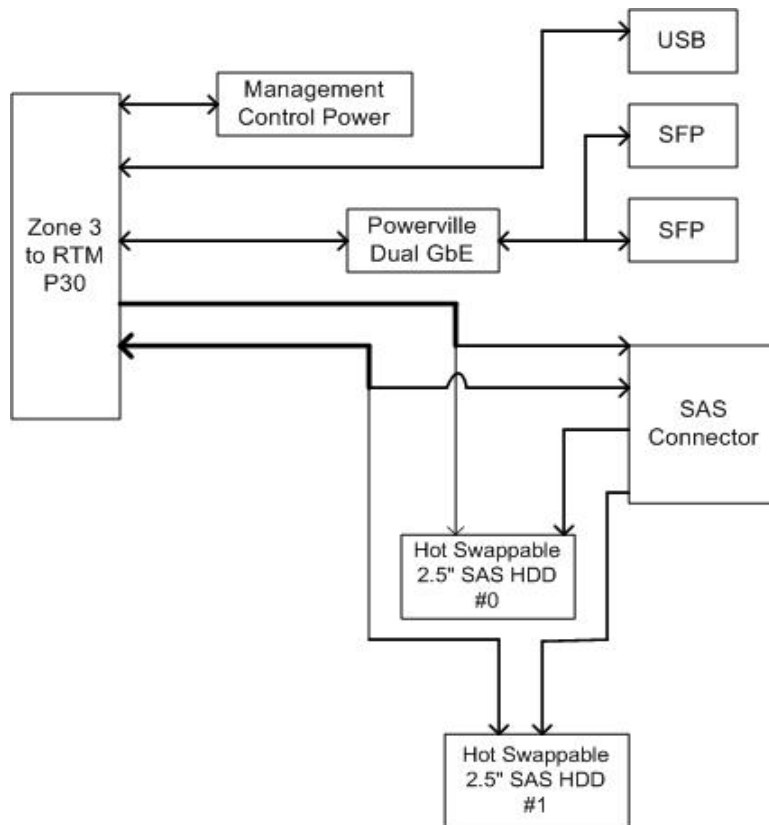 USB
Management
Control Power
SFP
Zone 3
to RTM
P30
Powerville
Dual GbE
SFP
SAS
Connector
Hot Swappable
2.5" SAS HDD
#0
Hot Swappable
2.5" SAS HDD
#1